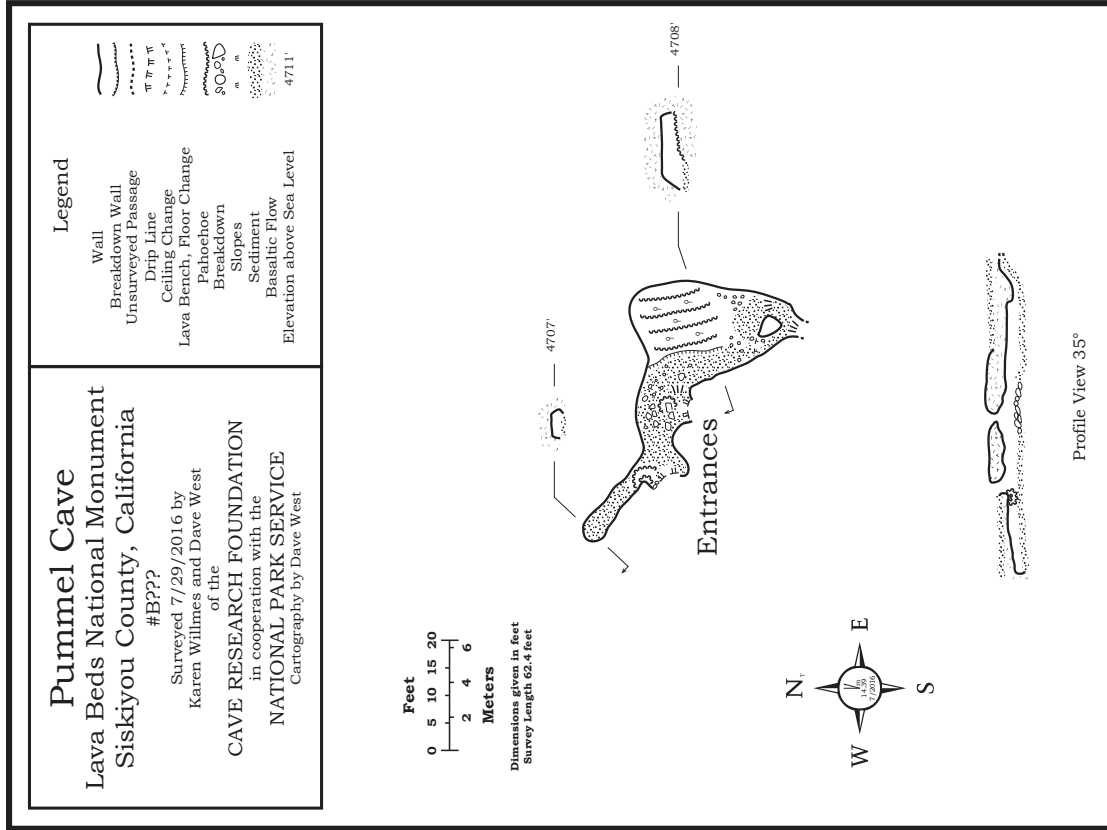 Pummel Cave
Lava Beds National Monument
Siskiyou County, California
#B???
Surveyed 7/29/2016 by
Karen Willmes and Dave West
of the
CAVE RESEARCH FOUNDATION
in cooperation with the
NATIONAL PARK SERVICE
Cartography by Dave West
Legend
Wall
Breakdown Wall
Unsurveyed Passage
Drip Line
Ceiling Change
Lava Bench, Floor Change
Pahoehoe
Breakdown
Slopes
Sediment
Basaltic Flow
Elevation above Sea Level
4711'
Feet
0 5 10 15 20
2 4 6
Meters
Dimensions given in feet
Survey Length 62.4 feet
4707'
4708'
Entrances
N
T
W
E
S
m
14.39
7/2016
Profile View 35°